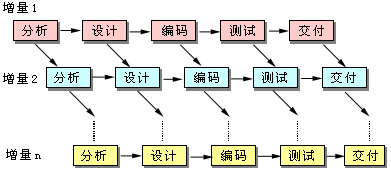 增量1
分析 设计 编码 测试 交付
增量2 分析 设计 编码 测试 交付
增量n 分析 设计 编码 测试 交付